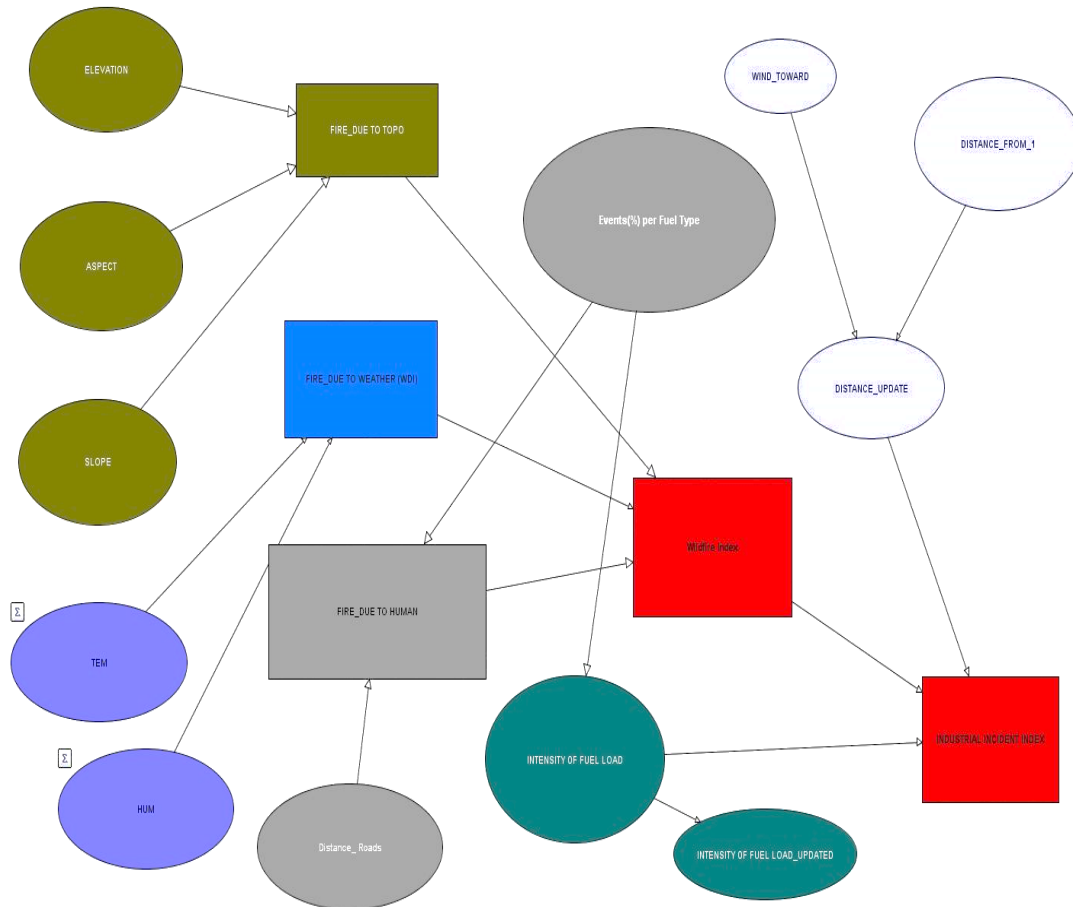 ELEVATION
WIND_TOWARD
FIRE_DUE TO TOPO
DISTANCE_FROM_1
Events(%) per Fuel Type
ASPECT
FIRE_DUE TO WEATHER (WDI)
DISTANCE_UPDATE
SLOPE
Wildfire Index
Σ
FIRE_DUE TO HUMAN
TEM
INDUSTRIAL INCIDENT INDEX
Σ
INTENSITY OF FUEL LOAD
HUM
Distance_ Roads
INTENSITY OF FUEL LOAD_UPDATED